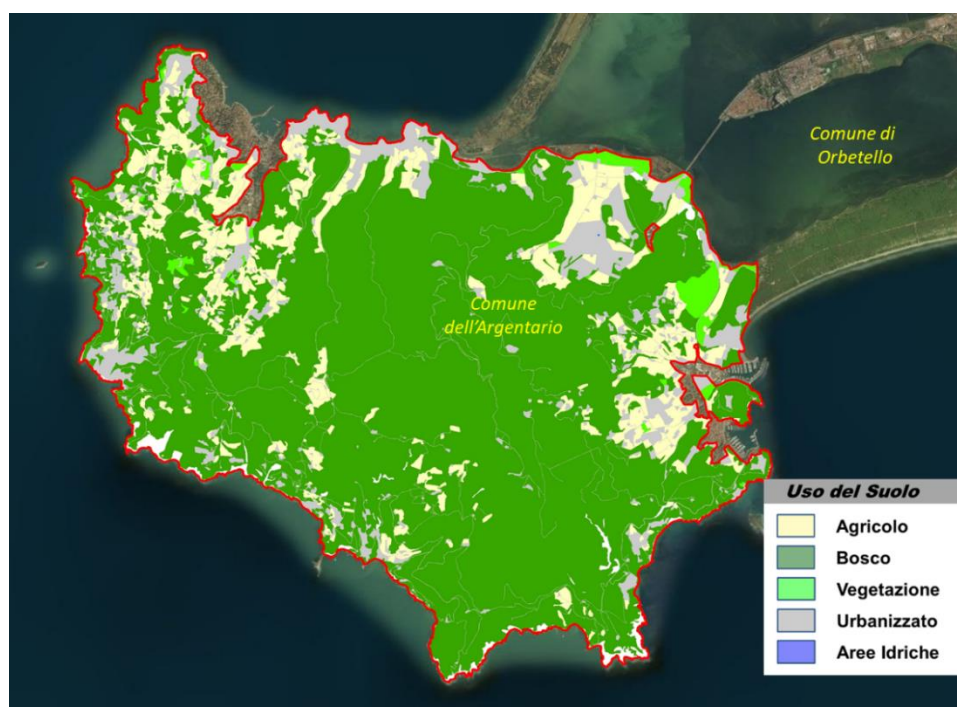 Comune di
Orbetello
Comune
dell'Argentario
Uso del Suolo
Agricolo
Bosco
Vegetazione
Urbanizzato
Aree Idriche